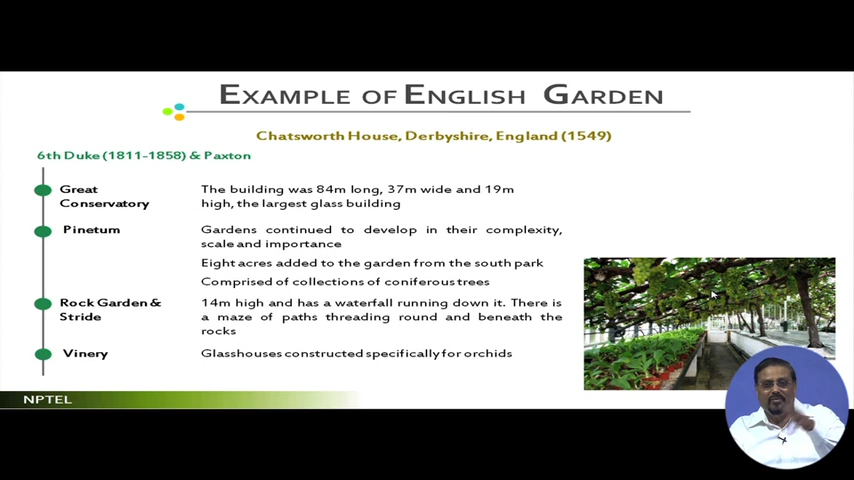 EXAMPLE OF ENGLISH GARDEN
Chatsworth House, Derbyshire, England (1549)
6th Duke (1811-1858) & Paxton
Great
Conservatory
The building was 84m long, 37m wide and 19m
high, the largest glass building
Pinetum
Gardens continued to develop in their complexity,
scale and importance
Eight acres added to the garden from the south park
Comprised of collections of coniferous trees
Rock Garden &
Stride
14m high and has a waterfall running down it. There is
a maze of paths threading round and beneath the
rocks
Vinery
Glasshouses constructed specifically for orchids
NPTEL